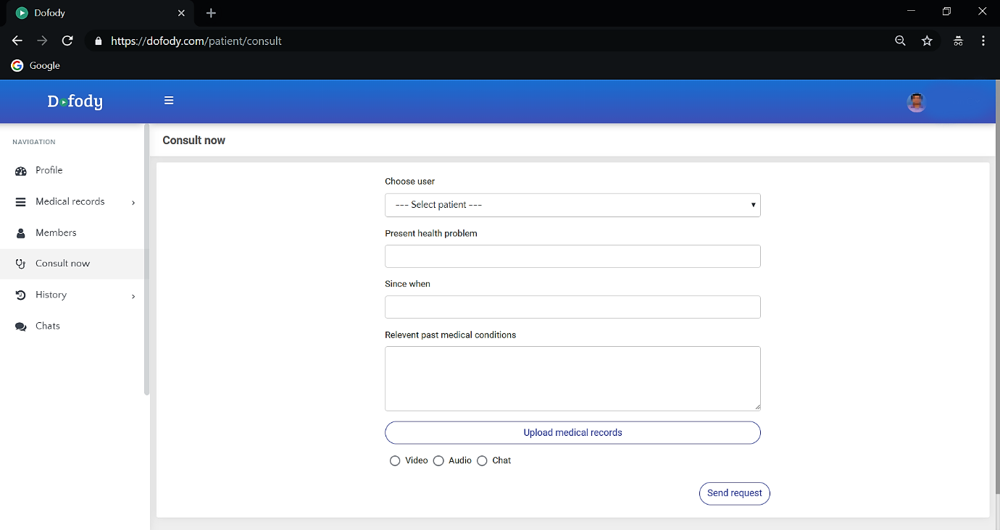 Dofody
https://dofody.com/patient/consult
Google
Dofody
NAVIGATION
Profile
Medical records
Members
Consult now
History
Chats
Consult now
Choose user
--- Select patient ---
Present health problem
Since when
Relevent past medical conditions
Upload medical records
Video Audio Chat
Send request